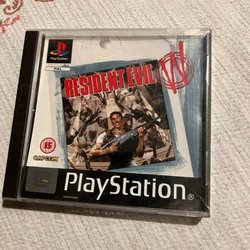 PlayStation
RESIDENT EVIL
15
CAPCOM
PlayStation